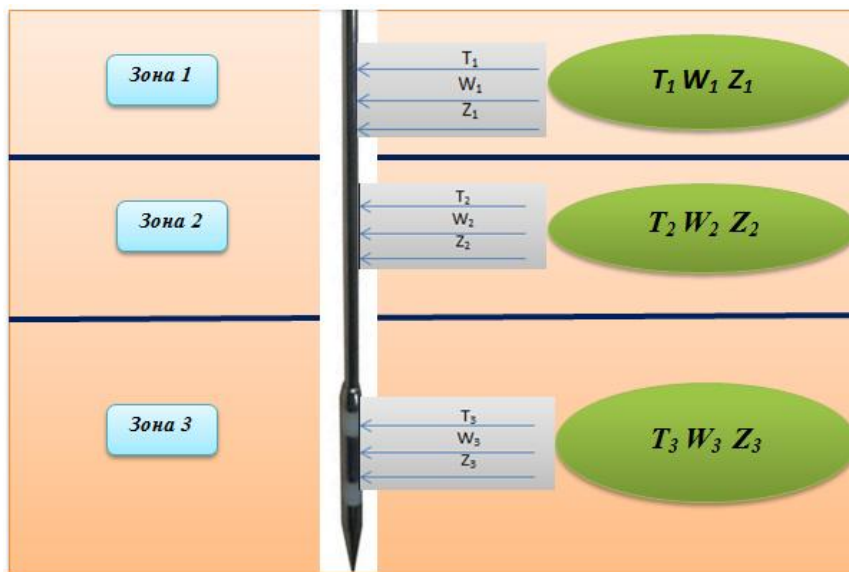 Зона 1
T₁
W₁
Z₁
T₁ W₁ Z₁
Зона 2
T₂
W₂
Z₂
T₂ W₂ Z₂
Зона 3
T₃
W₃
Z₃
T₃ W₃ Z₃